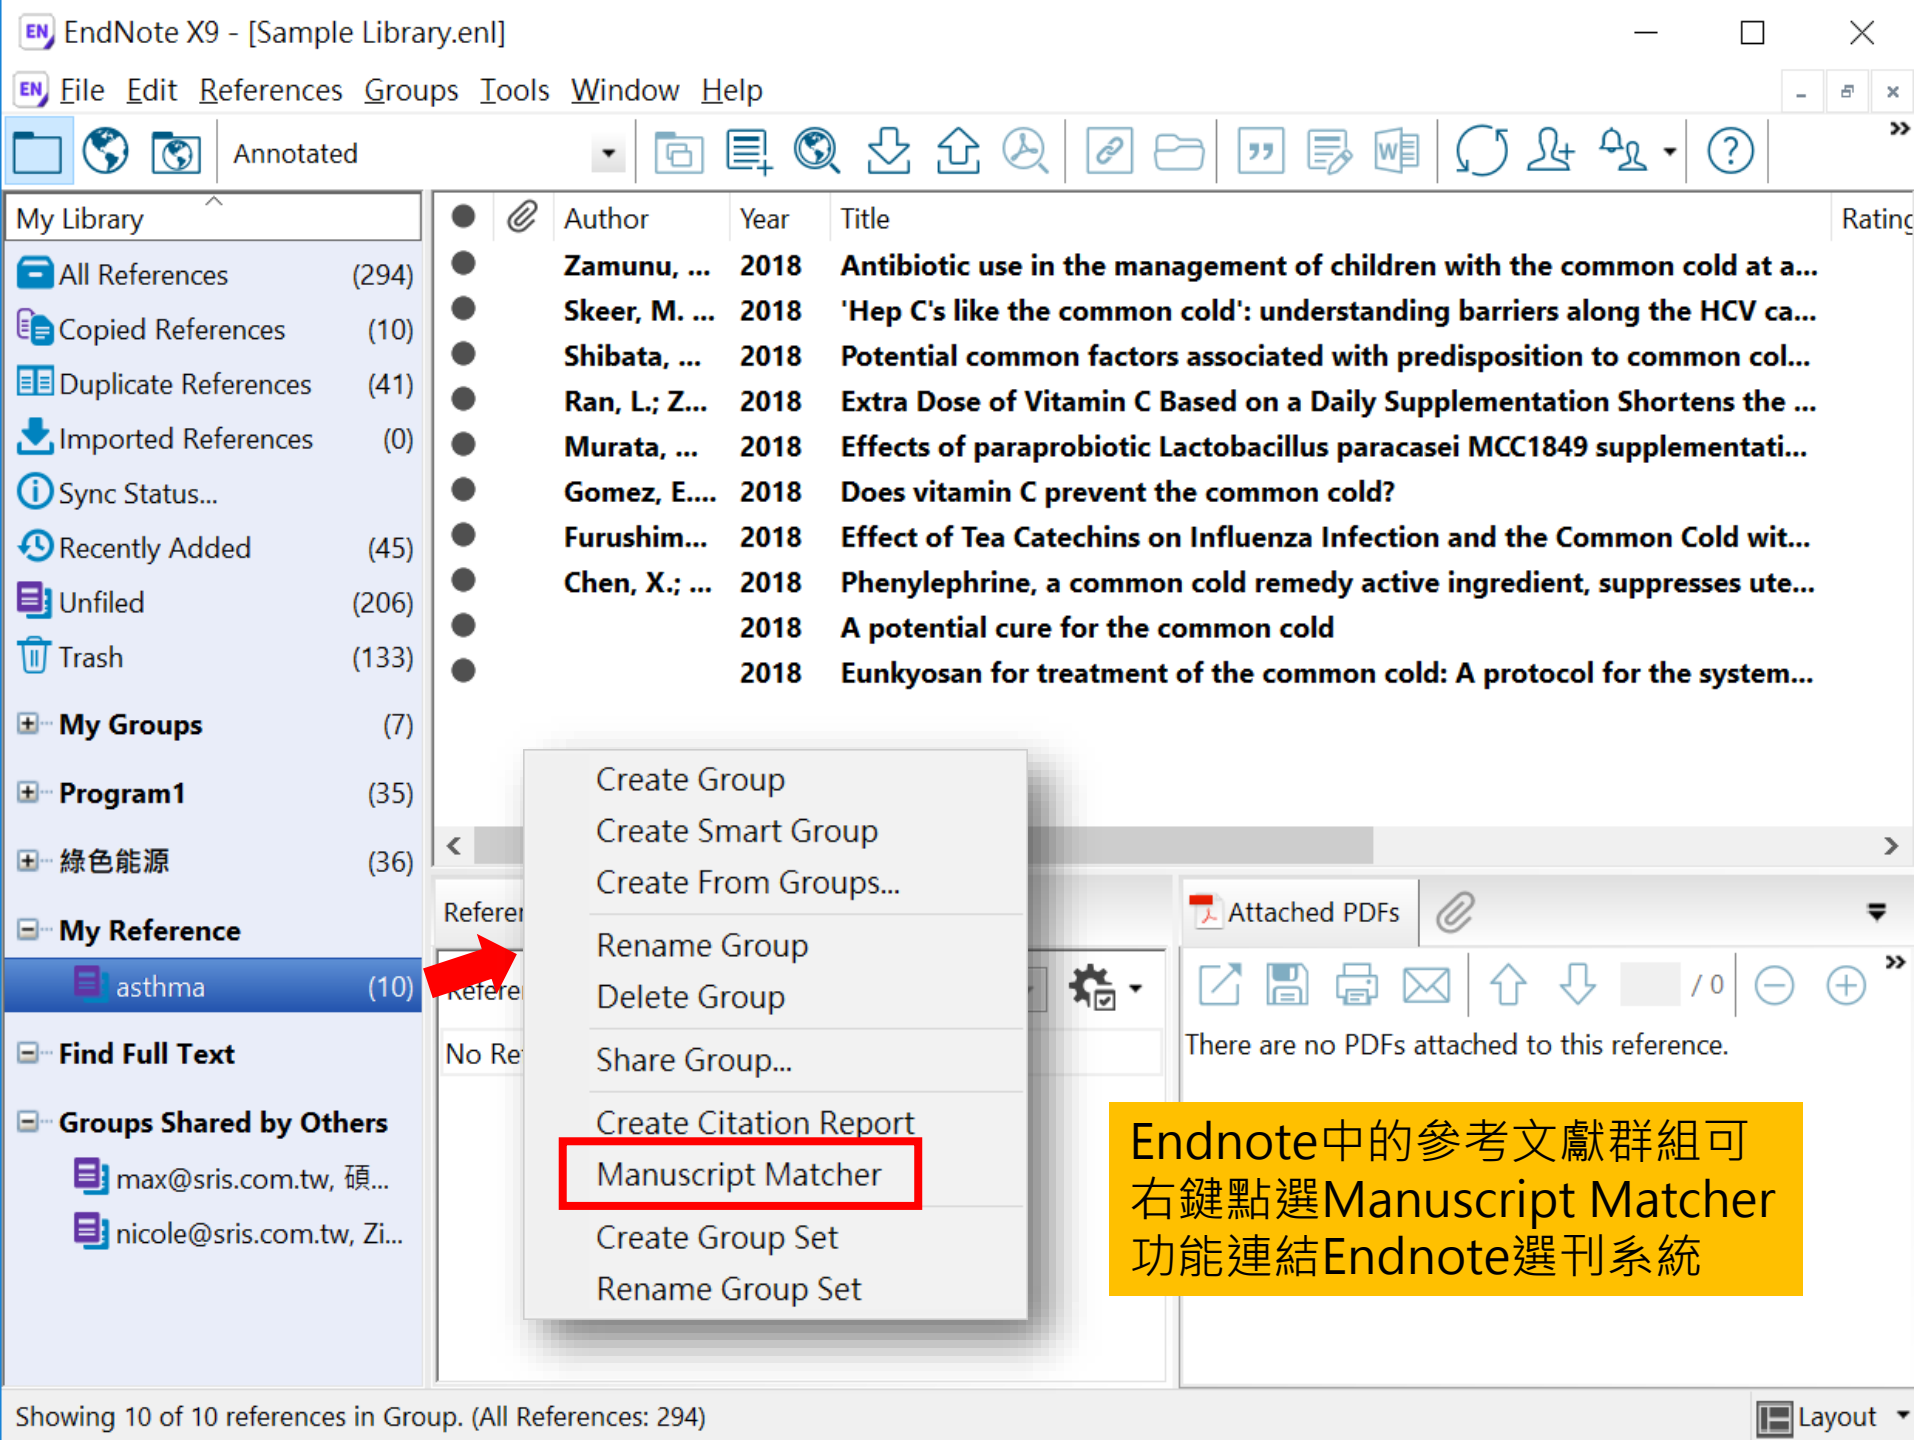 EndNote X9 - [Sample Library.enl]
File Edit References Groups Tools Window Help
Annotated
My Library
All References (294)
Copied References (10)
Duplicate References (41)
Imported References (0)
Sync Status...
Recently Added (45)
Unfiled (206)
Trash (133)
My Groups (7)
Program1 (35)
綠色能源 (36)
My Reference
asthma (10)
Find Full Text
Groups Shared by Others
max@sris.com.tw, 碩...
nicole@sris.com.tw, Zi...
Author Year Title Rating
Zamunu, ... 2018 Antibiotic use in the management of children with the common cold at a...
Skeer, M. ... 2018 'Hep C's like the common cold': understanding barriers along the HCV ca...
Shibata, ... 2018 Potential common factors associated with predisposition to common col...
Ran, L.; Z... 2018 Extra Dose of Vitamin C Based on a Daily Supplementation Shortens the ...
Murata, ... 2018 Effects of paraprobiotic Lactobacillus paracasei MCC1849 supplementati...
Gomez, E.... 2018 Does vitamin C prevent the common cold?
Furushim... 2018 Effect of Tea Catechins on Influenza Infection and the Common Cold wit...
Chen, X.; ... 2018 Phenylephrine, a common cold remedy active ingredient, suppresses ute...
2018 A potential cure for the common cold
2018 Eunkyosan for treatment of the common cold: A protocol for the system...
Create Group
Create Smart Group
Create From Groups...
Rename Group
Delete Group
Share Group...
Create Citation Report
Manuscript Matcher
Create Group Set
Rename Group Set
Attached PDFs
/ 0
There are no PDFs attached to this reference.
Endnote中的參考文獻群組可
右鍵點選Manuscript Matcher
功能連結Endnote選刊系統
Showing 10 of 10 references in Group. (All References: 294)
Layout